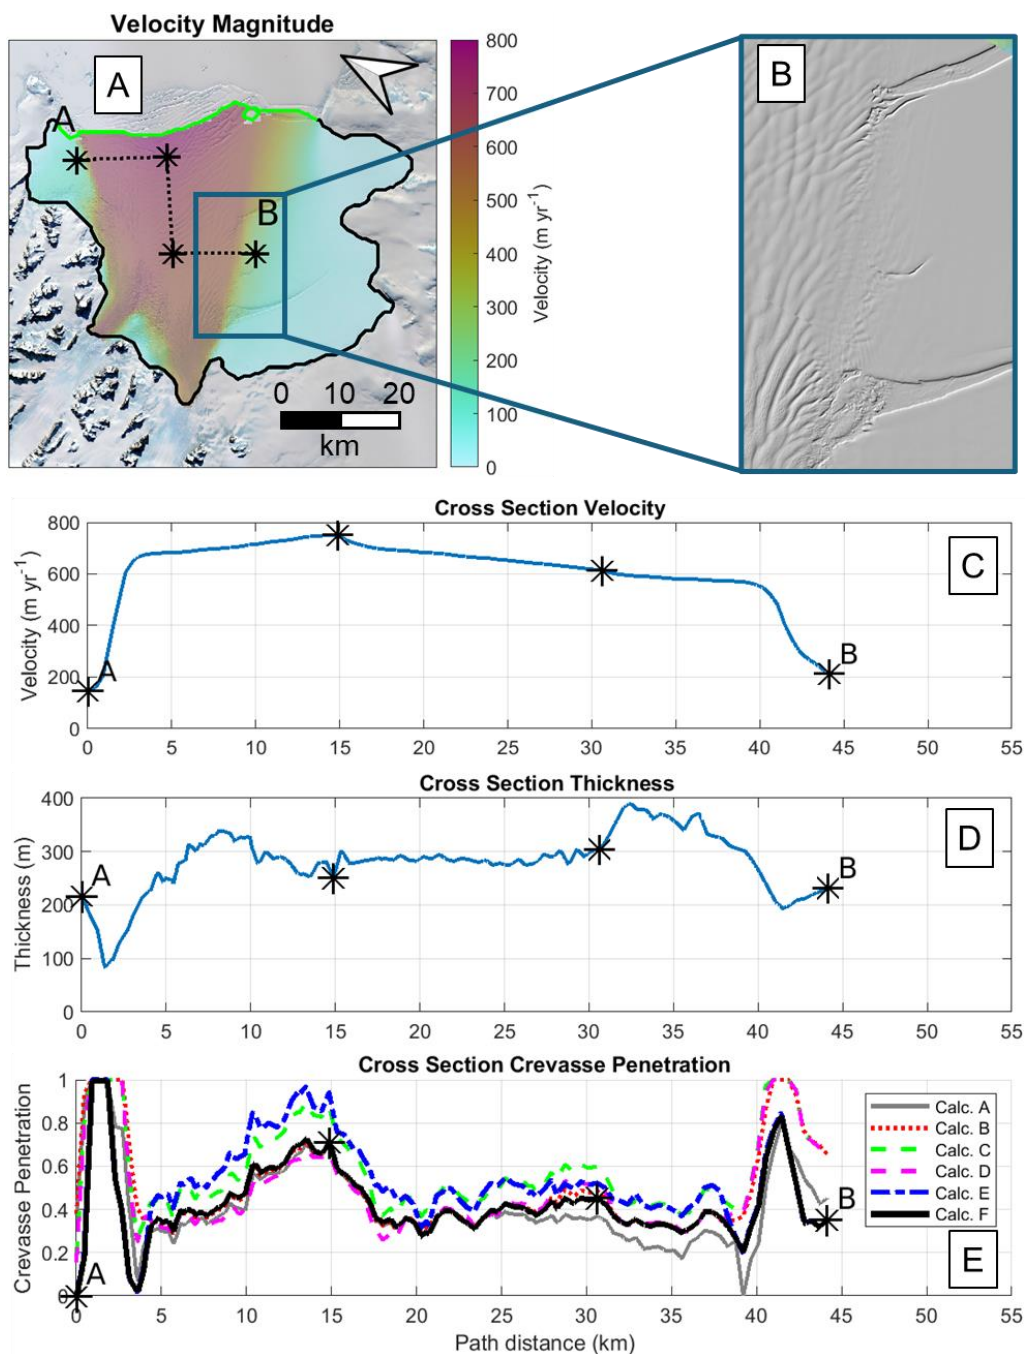 Velocity Magnitude
A
A
B
0 10 20
km
800
700
600
500
400
300
200
100
0
Velocity (m yr⁻¹)
B
Cross Section Velocity
800
600
400
200
0
Velocity (m yr⁻¹)
A
B
C
0 5 10 15 20 25 30 35 40 45 50 55
Cross Section Thickness
400
300
200
100
0
Thickness (m)
A
B
D
0 5 10 15 20 25 30 35 40 45 50 55
Cross Section Crevasse Penetration
1
0.8
0.6
0.4
0.2
0
Crevasse Penetration
A
B
Calc. A
Calc. B
Calc. C
Calc. D
Calc. E
Calc. F
E
0 5 10 15 20 25 30 35 40 45 50 55
Path distance (km)